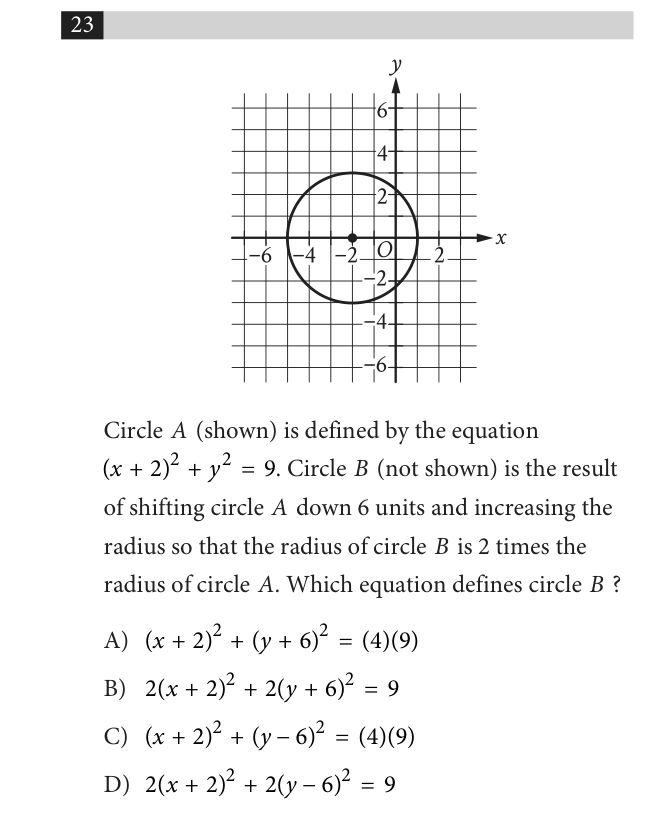 23
y
6
4
2
-6 -4 -2 O 2 x
-2
-4
-6
Circle A (shown) is defined by the equation
(x + 2)² + y² = 9. Circle B (not shown) is the result
of shifting circle A down 6 units and increasing the
radius so that the radius of circle B is 2 times the
radius of circle A. Which equation defines circle B ?
A) (x + 2)² + (y + 6)² = (4)(9)
B) 2(x + 2)² + 2(y + 6)² = 9
C) (x + 2)² + (y – 6)² = (4)(9)
D) 2(x + 2)² + 2(y – 6)² = 9